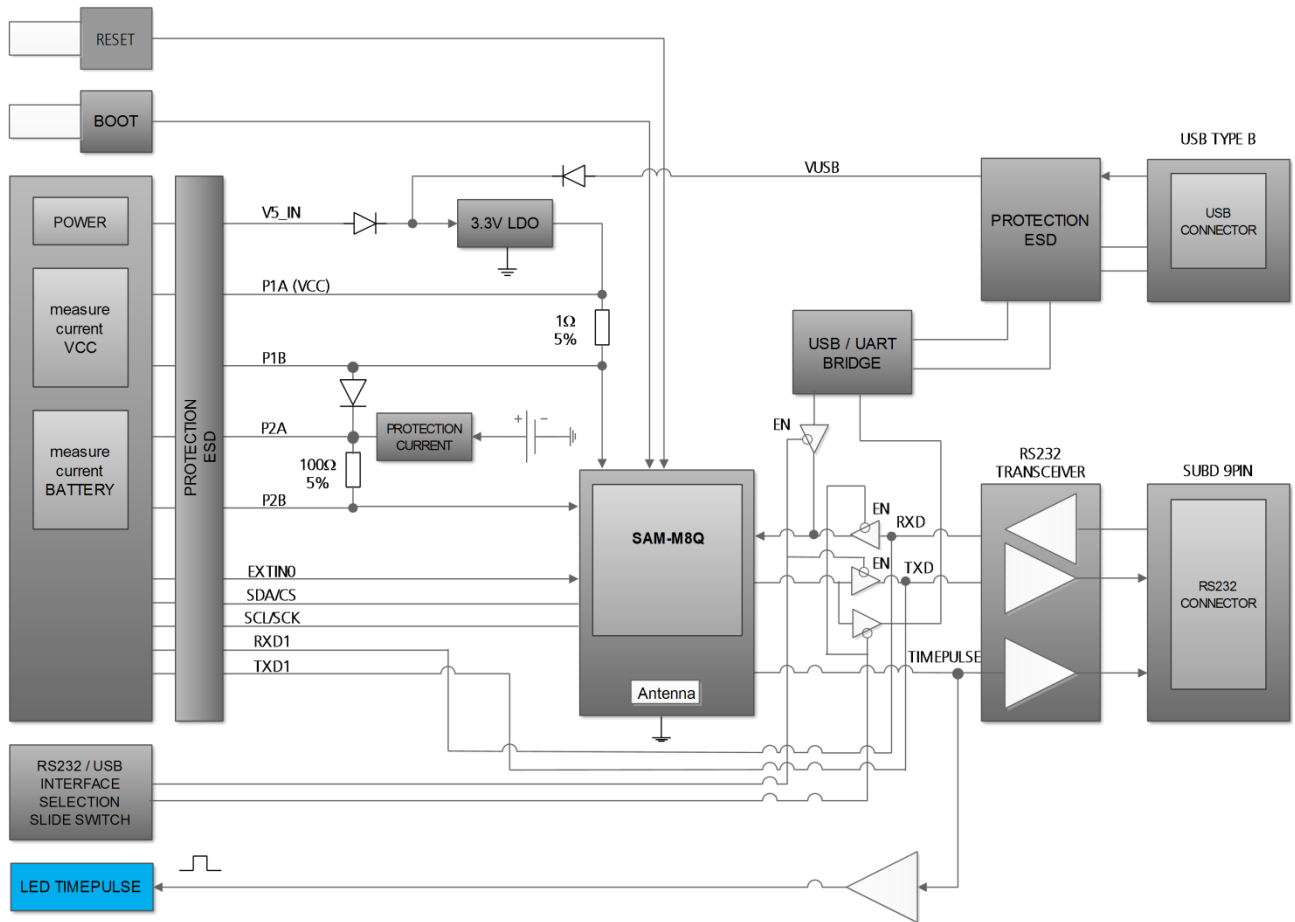 RESET
BOOT
USB TYPE B
VUSB
POWER
V5_IN
3.3V LDO
PROTECTION
ESD
USB
CONNECTOR
P1A (VCC)
measure
current
VCC
1Ω
5%
USB / UART
BRIDGE
P1B
PROTECTION
ESD
P2A
PROTECTION
CURRENT
+
-
EN
measure
current
BATTERY
100Ω
5%
RS232
TRANSCEIVER
SUBD 9PIN
P2B
SAM-M8Q
EN
RXD
EN
TXD
EXTIN0
SDA/CS
SCL/SCK
RXD1
TXD1
RS232
CONNECTOR
TIMEPULSE
Antenna
RS232 / USB
INTERFACE
SELECTION
SLIDE SWITCH
LED TIMEPULSE